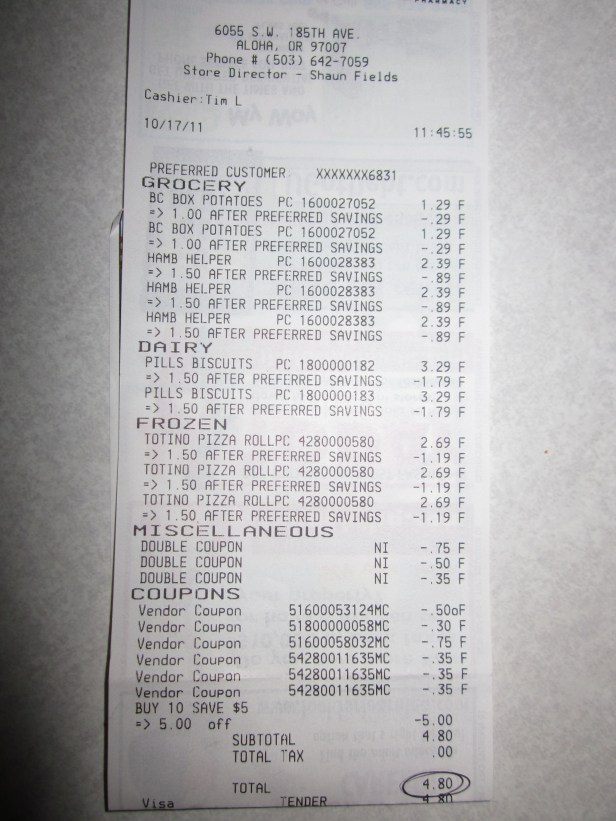 PHARMACY
6055 S.W. 185TH AVE.
ALOHA, OR 97007
Phone # (503) 642-7059
Store Director - Shaun Fields
Cashier:Tim L
10/17/11 11:45:55
PREFERRED CUSTOMER XXXXXXX6831
GROCERY
BC BOX POTATOES PC 1600027052 1.29 F
=> 1.00 AFTER PREFERRED SAVINGS -.29 F
BC BOX POTATOES PC 1600027052 1.29 F
=> 1.00 AFTER PREFERRED SAVINGS -.29 F
HAMB HELPER PC 1600028383 2.39 F
=> 1.50 AFTER PREFERRED SAVINGS -.89 F
HAMB HELPER PC 1600028383 2.39 F
=> 1.50 AFTER PREFERRED SAVINGS -.89 F
HAMB HELPER PC 1600028383 2.39 F
=> 1.50 AFTER PREFERRED SAVINGS -.89 F
DAIRY
PILLS BISCUITS PC 1800000182 3.29 F
=> 1.50 AFTER PREFERRED SAVINGS -1.79 F
PILLS BISCUITS PC 1800000183 3.29 F
=> 1.50 AFTER PREFERRED SAVINGS -1.79 F
FROZEN
TOTINO PIZZA ROLLPC 4280000580 2.69 F
=> 1.50 AFTER PREFERRED SAVINGS -1.19 F
TOTINO PIZZA ROLLPC 4280000580 2.69 F
=> 1.50 AFTER PREFERRED SAVINGS -1.19 F
TOTINO PIZZA ROLLPC 4280000580 2.69 F
=> 1.50 AFTER PREFERRED SAVINGS -1.19 F
MISCELLANEOUS
DOUBLE COUPON NI -.75 F
DOUBLE COUPON NI -.50 F
DOUBLE COUPON NI -.35 F
COUPONS
Vendor Coupon 51600053124MC -.50oF
Vendor Coupon 51800000058MC -.30 F
Vendor Coupon 51600058032MC -.75 F
Vendor Coupon 54280011635MC -.35 F
Vendor Coupon 54280011635MC -.35 F
Vendor Coupon 54280011635MC -.35 F
BUY 10 SAVE $5
=> 5.00 off -5.00
SUBTOTAL 4.80
TOTAL TAX .00
TOTAL 4.80
Visa TENDER 4.80